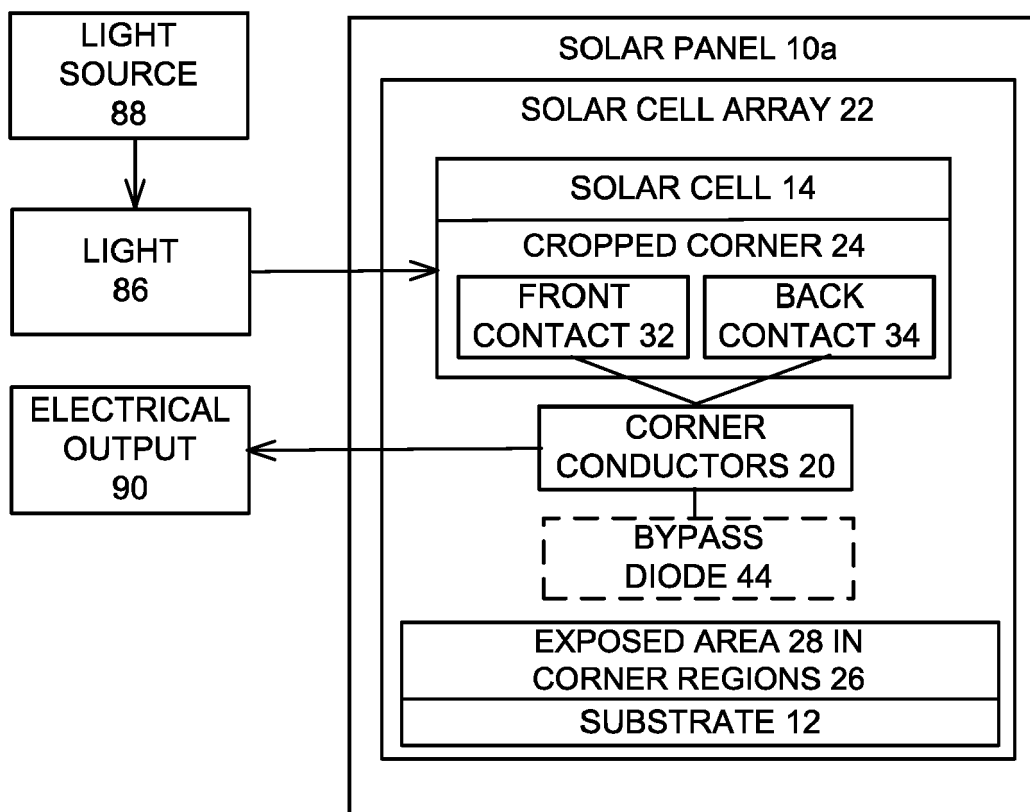 LIGHT
SOURCE
88
LIGHT
86
ELECTRICAL
OUTPUT
90
SOLAR PANEL 10a
SOLAR CELL ARRAY 22
SOLAR CELL 14
CROPPED CORNER 24
FRONT
CONTACT 32
BACK
CONTACT 34
CORNER
CONDUCTORS 20
BYPASS
DIODE 44
EXPOSED AREA 28 IN
CORNER REGIONS 26
SUBSTRATE 12